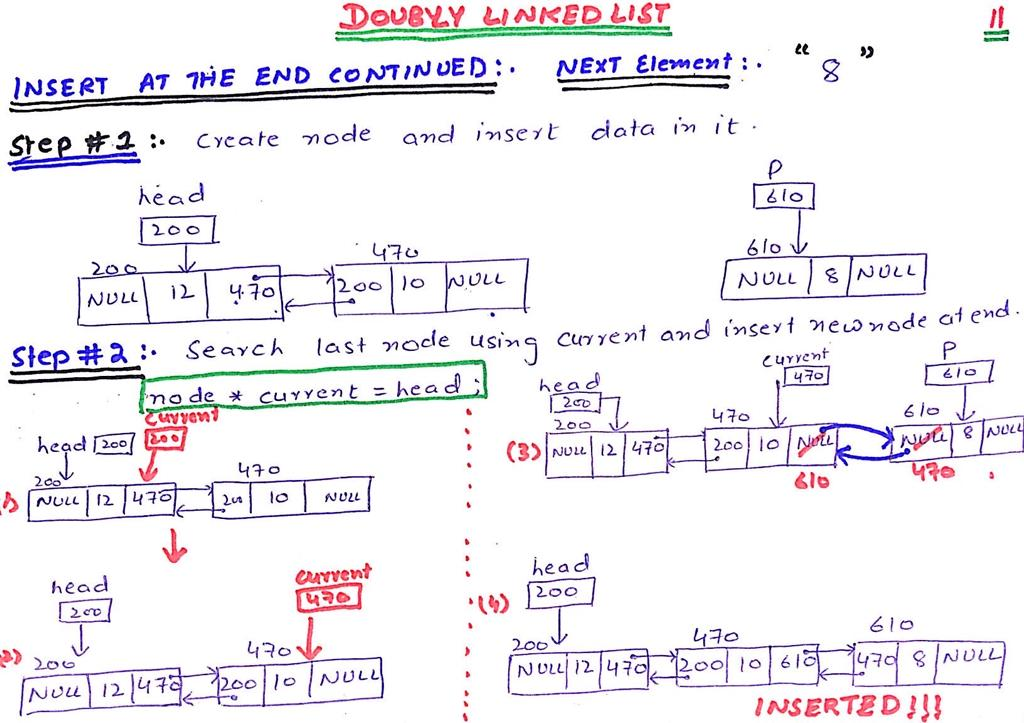 DOUBLY LINKED LIST
11
INSERT AT THE END CONTINUED:. NEXT Element:. "8"
Step #1:. Create node and insert data in it.
head
200
200
NULL 12 470
470
200 10 NULL
P
610
610
NULL 8 NULL
Step #2:. Search last node using current and insert new node at end.
node * current = head;
current
head 200 200
200
NULL 12 470
470
200 10 NULL
head
200
current
470
(2)
200
NULL 12 470
470
200 10 NULL
head
200
current
470
P
610
(3)
200
NULL 12 470
470
200 10 NULL
610
610
NULL 8 NULL
470
head
200
(4)
200
NULL 12 470
470
200 10 610
610
470 8 NULL
INSERTED!!!